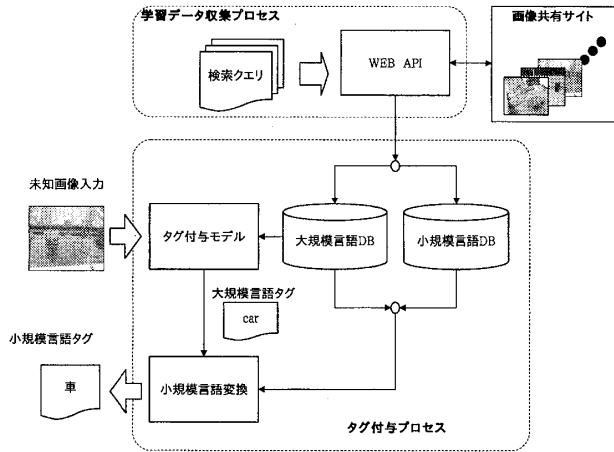 学習データ収集プロセス
画像共有サイト
検索クエリ
WEB API
未知画像入力
タグ付与モデル
大規模言語DB
小規模言語DB
大規模言語タグ
car
小規模言語タグ
車
小規模言語変換
タグ付与プロセス